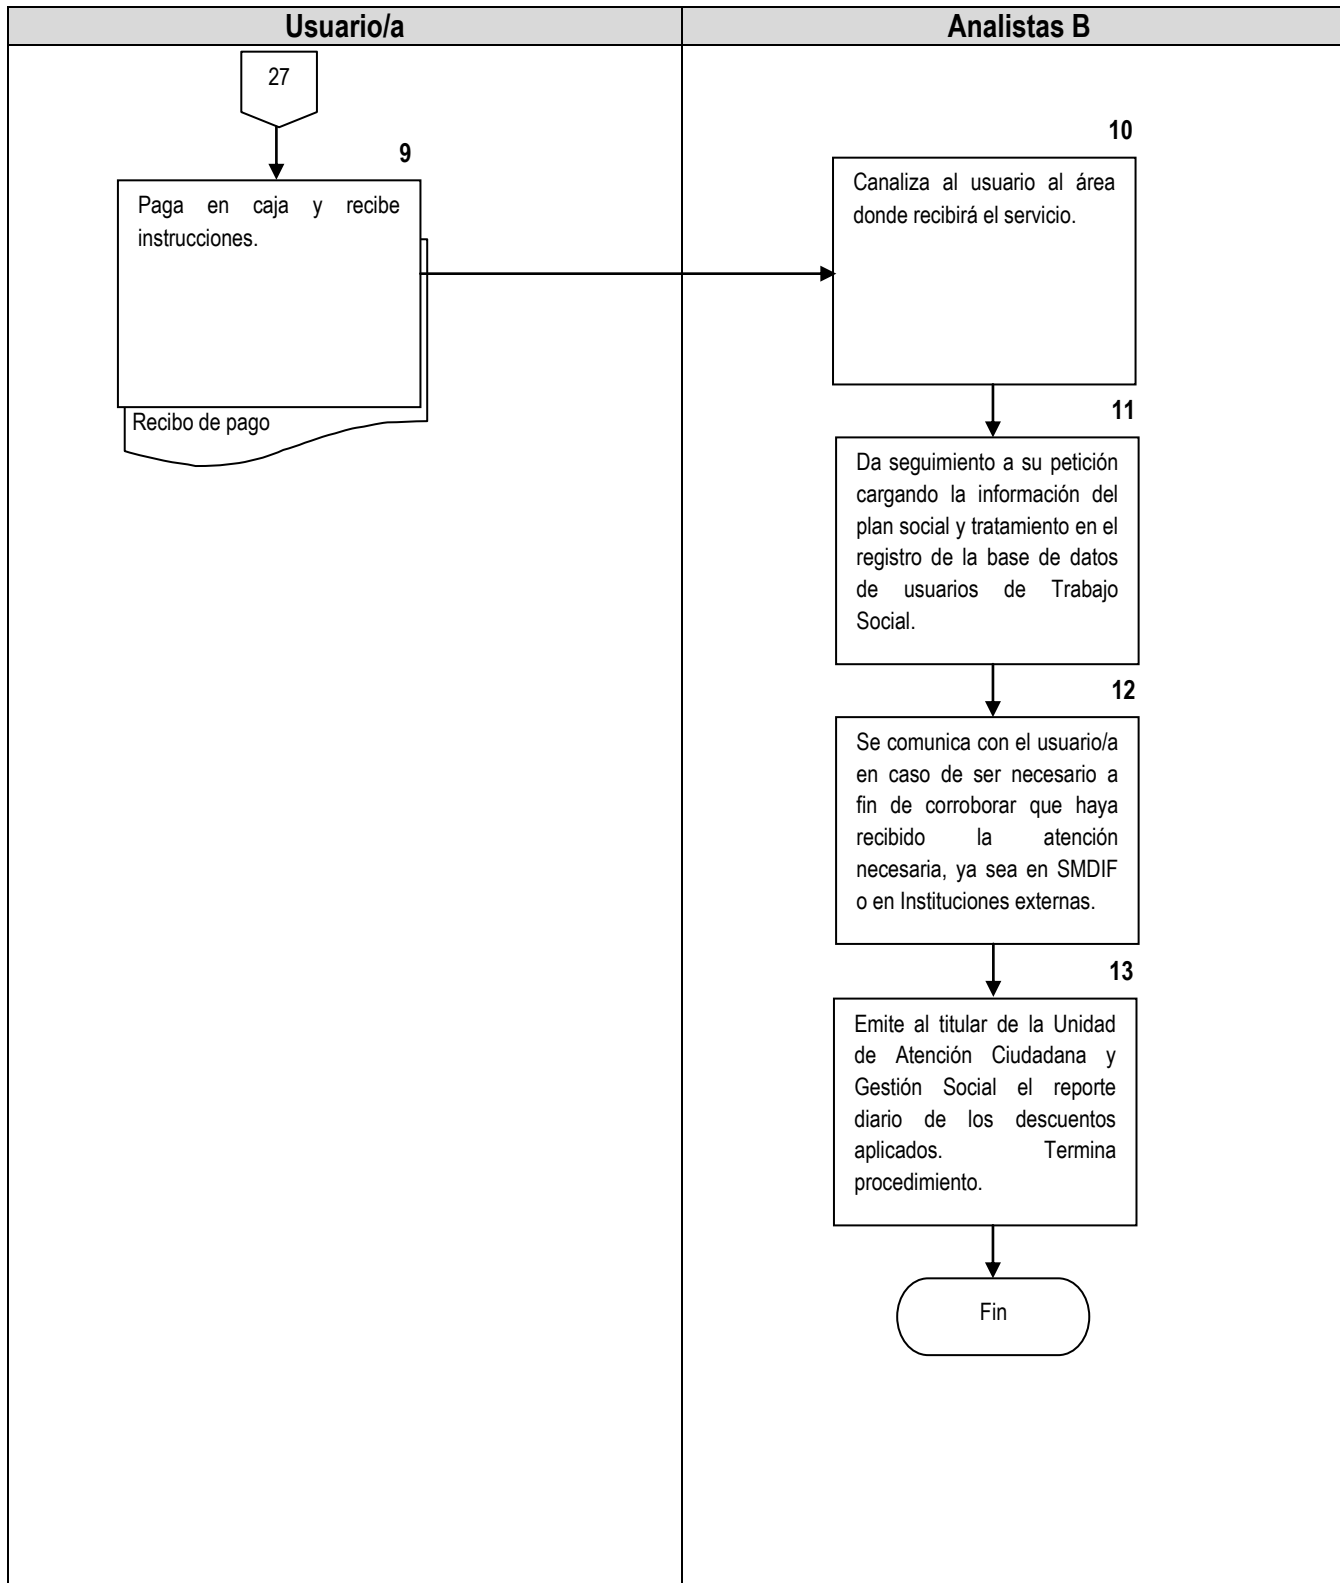 Usuario/a
Analistas B
27
9
Paga en caja y recibe
instrucciones.
Recibo de pago
10
Canaliza al usuario al área
donde recibirá el servicio.
11
Da seguimiento a su petición
cargando la información del
plan social y tratamiento en el
registro de la base de datos
de usuarios de Trabajo
Social.
12
Se comunica con el usuario/a
en caso de ser necesario a
fin de corroborar que haya
recibido la atención
necesaria, ya sea en SMDIF
o en Instituciones externas.
13
Emite al titular de la Unidad
de Atención Ciudadana y
Gestión Social el reporte
diario de los descuentos
aplicados. Termina
procedimiento.
Fin